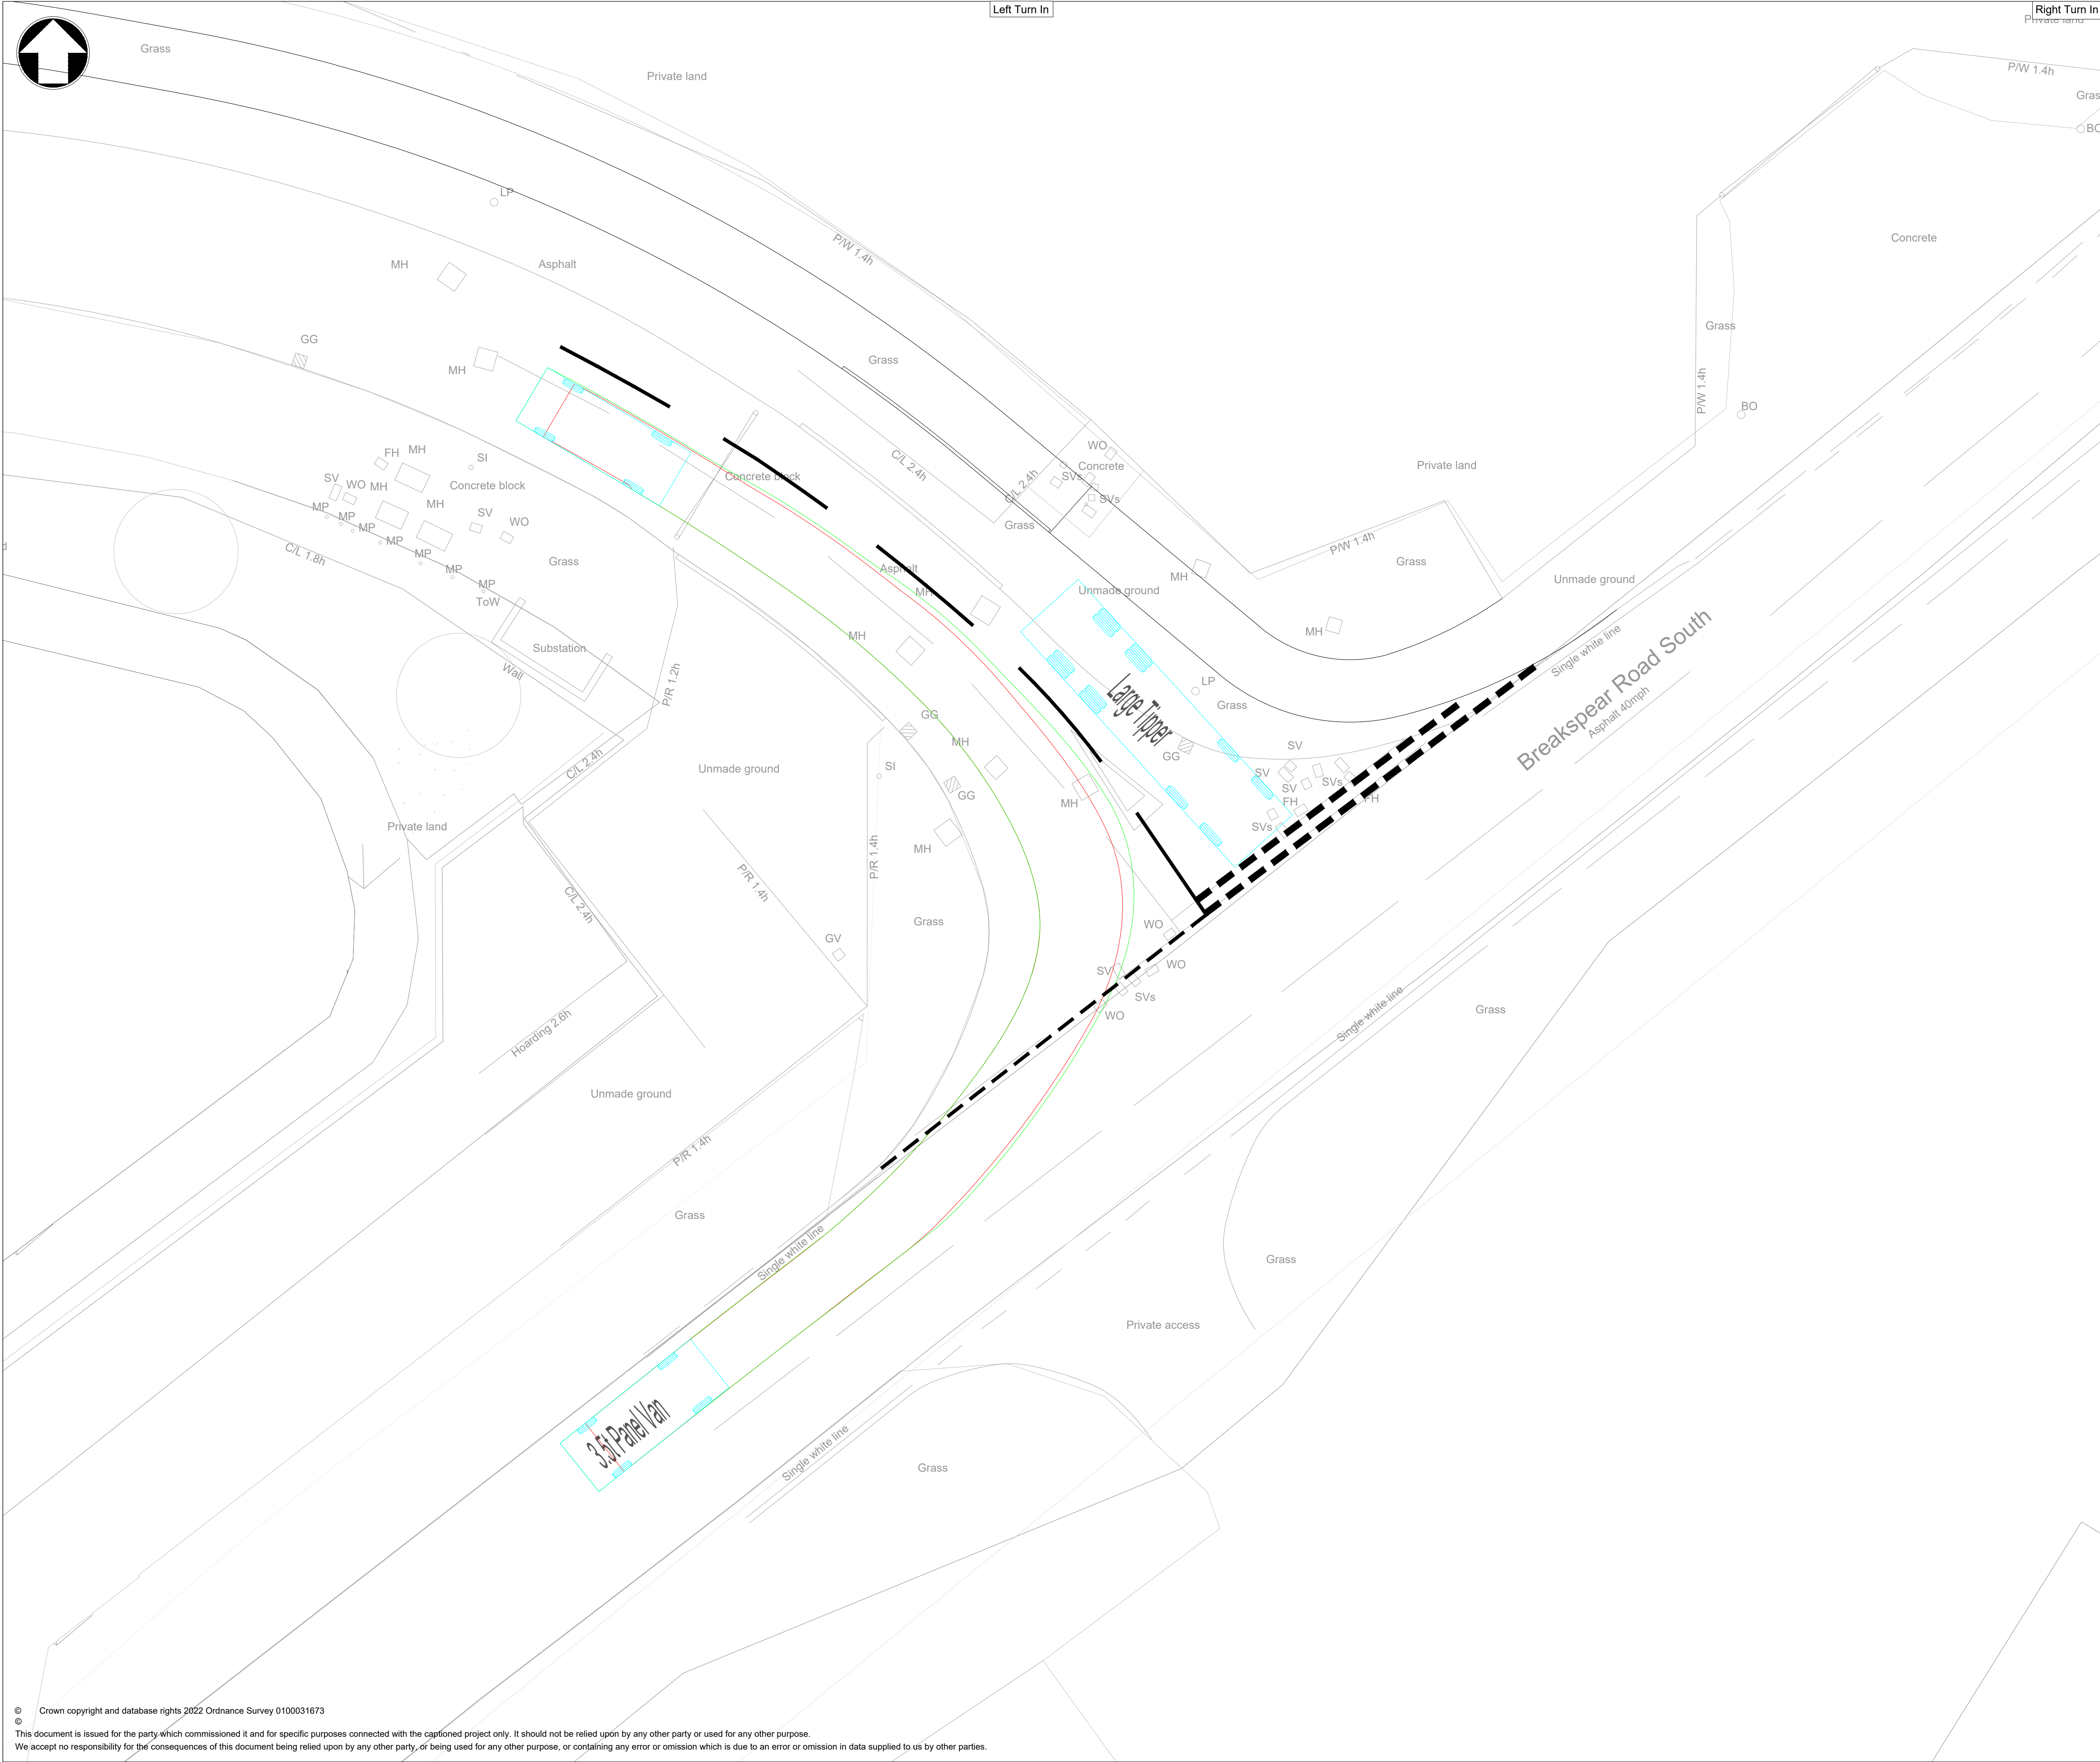 Left Turn In
Right Turn In
Private land
Grass
Private land
P/W 1.4h
Gras
BO
LP
P/W 1.4h
Concrete
MH
Asphalt
GG
Grass
MH
Grass
P/W 1.4h
BO
WO
Concrete
SVs
SVs
C/L 2.4h
C/L 2.4h
Private land
FH
MH
SI
Concrete block
Concrete block
SV
WO
MH
MH
SV
WO
MP
MP
MP
MP
MP
MP
MP
ToW
C/L 1.8h
Grass
Grass
P/W 1.4h
Grass
d
Asphalt
MH
MH
Unmade ground
Unmade ground
MH
MH
Substation
Wall
P/R 1.2h
Single white line
Breakspear Road South
Asphalt 40mph
Large Tipper
LP
Grass
GG
GG
MH
SV
SV
SV
SVs
FH
FH
SVs
C/L 2.4h
Unmade ground
SI
GG
MH
MH
Private land
P/R 1.4h
P/R 1.4h
C/L 2.4h
Grass
GV
WO
WO
SV
SVs
WO
Single white line
Grass
Hoarding 2.6h
Unmade ground
P/R 1.4h
Grass
Single white line
Grass
Private access
3.5t Panel Van
Single white line
Grass
© Crown copyright and database rights 2022 Ordnance Survey 0100031673
©
This document is issued for the party which commissioned it and for specific purposes connected with the captioned project only. It should not be relied upon by any other party or used for any other purpose.
We accept no responsibility for the consequences of this document being relied upon by any other party, or being used for any other purpose, or containing any error or omission which is due to an error or omission in data supplied to us by other parties.